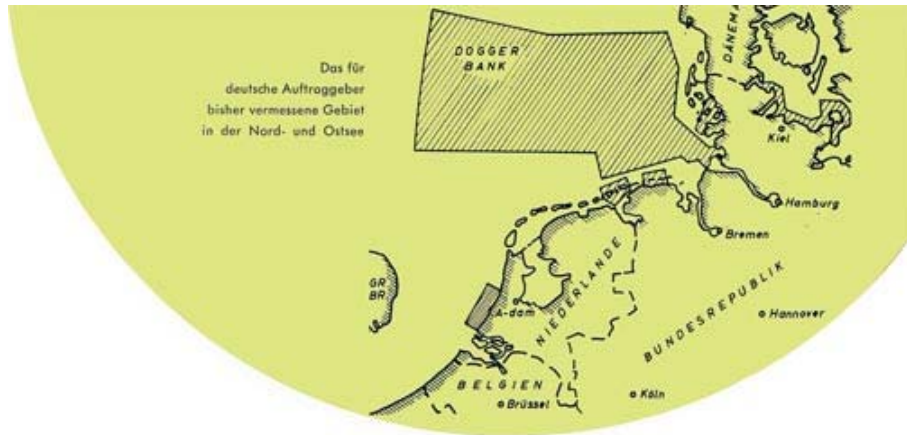 Das für
deutsche Auftraggeber
bisher vermessene Gebiet
in der Nord- und Ostsee
DOGGER
BANK
DÄNEMA
Kiel
Hamburg
Bremen
GR
BR
A-dam
NIEDERLANDE
BUNDESREPUBLIK
Hannover
BELGIEN
Brüssel
Köln